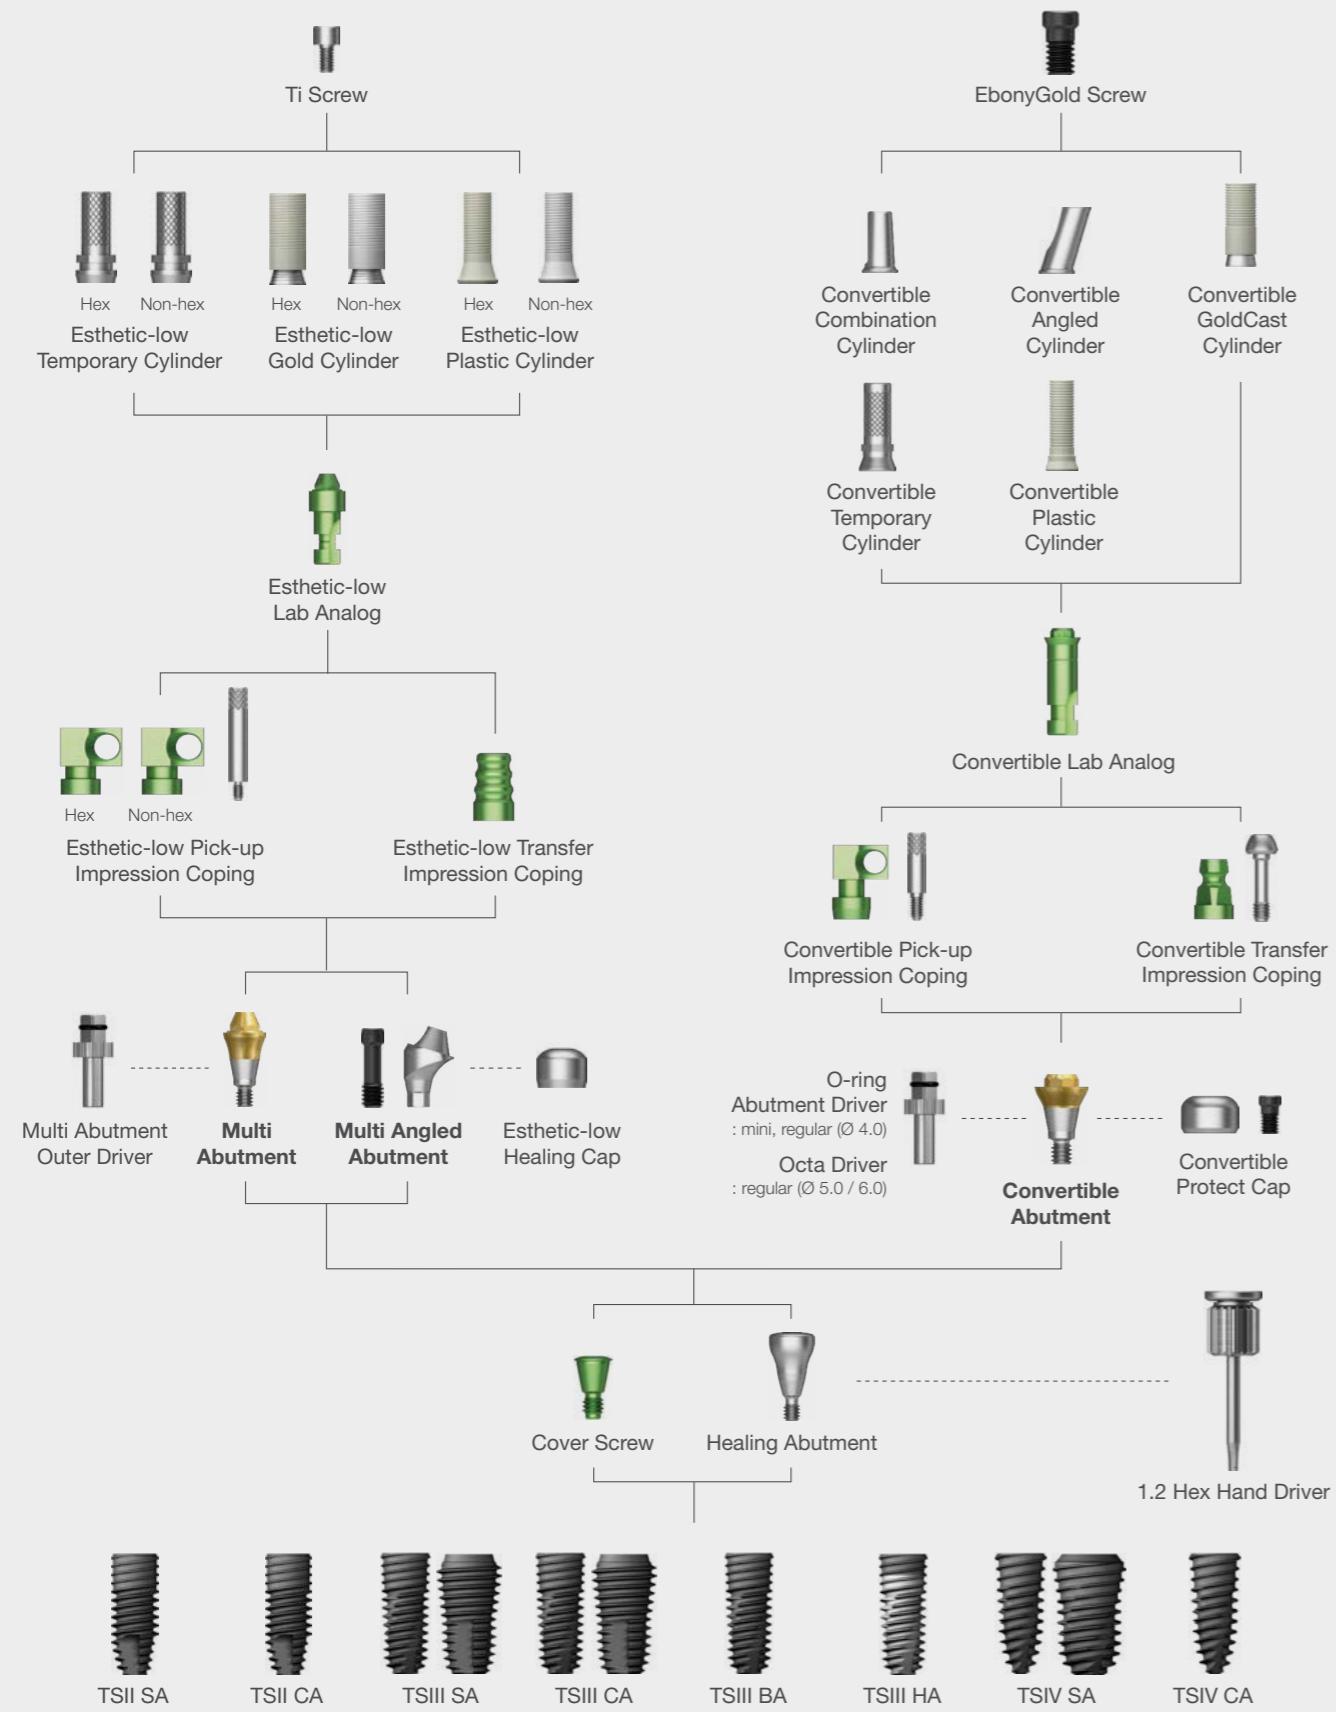 Ti Screw
EbonyGold Screw
Hex Non-hex
Esthetic-low
Temporary Cylinder
Hex Non-hex
Esthetic-low
Gold Cylinder
Hex Non-hex
Esthetic-low
Plastic Cylinder
Convertible
Combination
Cylinder
Convertible
Angled
Cylinder
Convertible
GoldCast
Cylinder
Convertible
Temporary
Cylinder
Convertible
Plastic
Cylinder
Esthetic-low
Lab Analog
Convertible Lab Analog
Hex Non-hex
Esthetic-low Pick-up
Impression Coping
Esthetic-low Transfer
Impression Coping
Convertible Pick-up
Impression Coping
Convertible Transfer
Impression Coping
Multi Abutment
Outer Driver
Multi
Abutment
Multi Angled
Abutment
Esthetic-low
Healing Cap
O-ring
Abutment Driver
: mini, regular (Ø 4.0)
Octa Driver
: regular (Ø 5.0 / 6.0)
Convertible
Abutment
Convertible
Protect Cap
Cover Screw
Healing Abutment
1.2 Hex Hand Driver
TSII SA
TSII CA
TSIII SA
TSIII CA
TSIII BA
TSIII HA
TSIV SA
TSIV CA